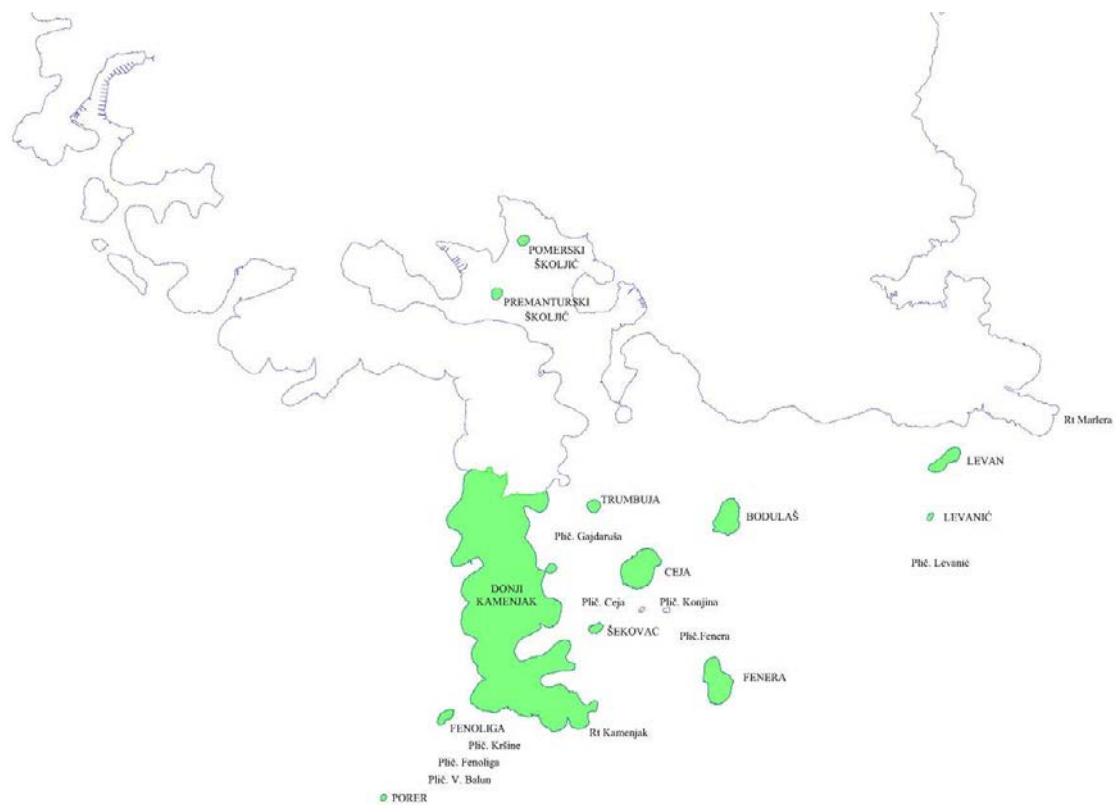 POMERSKI
ŠKOLJIĆ
PREMANTURSKI
ŠKOLJIĆ
Rt Marlera
LEVAN
TRUMBUJA
BODULAŠ
LEVANIĆ
Plič. Gajdaruša
Plič. Levanić
CEJA
DONJI
KAMENJAK
Plič. Ceja
Plič. Konjina
ŠEKOVAC
Plič.Fenera
FENERA
FENOLIGA
Rt Kamenjak
Plič. Kršine
Plič. Fenoliga
Plič. V. Balun
PORER